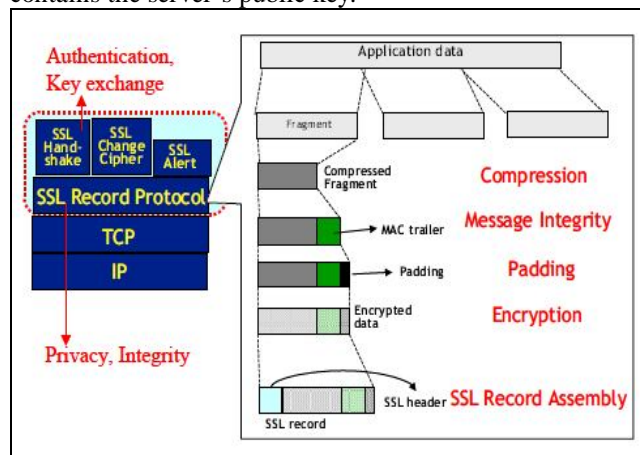 contains the server's public key.
Authentication,
Key exchange
SSL
Hand-
shake
SSL
Change
Cipher
SSL
Alert
SSL Record Protocol
TCP
IP
Privacy, Integrity
Application data
Fragment
Compressed
Fragment
Compression
MAC trailer
Message Integrity
Padding
Padding
Encrypted
data
Encryption
SSL header
SSL Record Assembly
SSL record